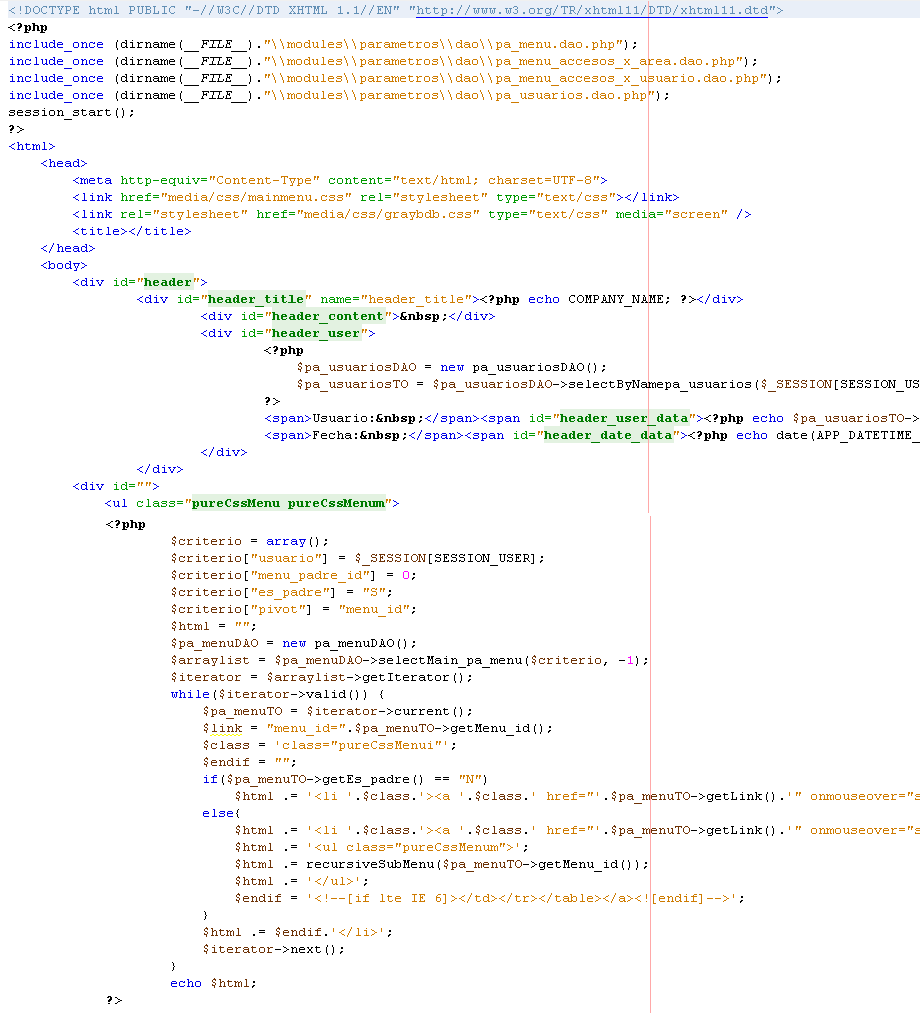 <!DOCTYPE html PUBLIC "-//W3C//DTD XHTML 1.1//EN" "http://www.w3.org/TR/xhtml11/DTD/xhtml11.dtd">
<?php
include_once (dirname(__FILE__)."\\modules\\parametros\\dao\\pa_menu.dao.php");
include_once (dirname(__FILE__)."\\modules\\parametros\\dao\\pa_menu_accesos_x_area.dao.php");
include_once (dirname(__FILE__)."\\modules\\parametros\\dao\\pa_menu_accesos_x_usuario.dao.php");
include_once (dirname(__FILE__)."\\modules\\parametros\\dao\\pa_usuarios.dao.php");
session_start();
?>
<html>
<head>
<meta http-equiv="Content-Type" content="text/html; charset=UTF-8">
<link href="media/css/mainmenu.css" rel="stylesheet" type="text/css"></link>
<link rel="stylesheet" href="media/css/graybdb.css" type="text/css" media="screen" />
<title></title>
</head>
<body>
<div id="header">
<div id="header_title" name="header_title"><?php echo COMPANY_NAME; ?></div>
<div id="header_content">&nbsp;</div>
<div id="header_user">
<?php
$pa_usuariosDAO = new pa_usuariosDAO();
$pa_usuariosTO = $pa_usuariosDAO->selectByNamepa_usuarios($_SESSION[SESSION_US
?>
<span>Usuario:&nbsp;</span><span id="header_user_data"><?php echo $pa_usuariosTO->
<span>Fecha:&nbsp;</span><span id="header_date_data"><?php echo date(APP_DATETIME_
</div>
</div>
<div id="">
<ul class="pureCssMenu pureCssMenum">
<?php
$criterio = array();
$criterio["usuario"] = $_SESSION[SESSION_USER];
$criterio["menu_padre_id"] = 0;
$criterio["es_padre"] = "S";
$criterio["pivot"] = "menu_id";
$html = "";
$pa_menuDAO = new pa_menuDAO();
$arraylist = $pa_menuDAO->selectMain_pa_menu($criterio, -1);
$iterator = $arraylist->getIterator();
while($iterator->valid()) {
$pa_menuTO = $iterator->current();
$link = "menu_id=".$pa_menuTO->getMenu_id();
$class = 'class="pureCssMenui"';
$endif = "";
if($pa_menuTO->getEs_padre() == "N")
$html .= '<li '.$class.'><a '.$class.' href="'.$pa_menuTO->getLink().'" onmouseover="s
else{
$html .= '<li '.$class.'><a '.$class.' href="'.$pa_menuTO->getLink().'" onmouseover="s
$html .= '<ul class="pureCssMenum">';
$html .= recursiveSubMenu($pa_menuTO->getMenu_id());
$html .= '</ul>';
$endif = '<!--[if lte IE 6]></td></tr></table></a><![endif]-->';
}
$html .= $endif.'</li>';
$iterator->next();
}
echo $html;
?>